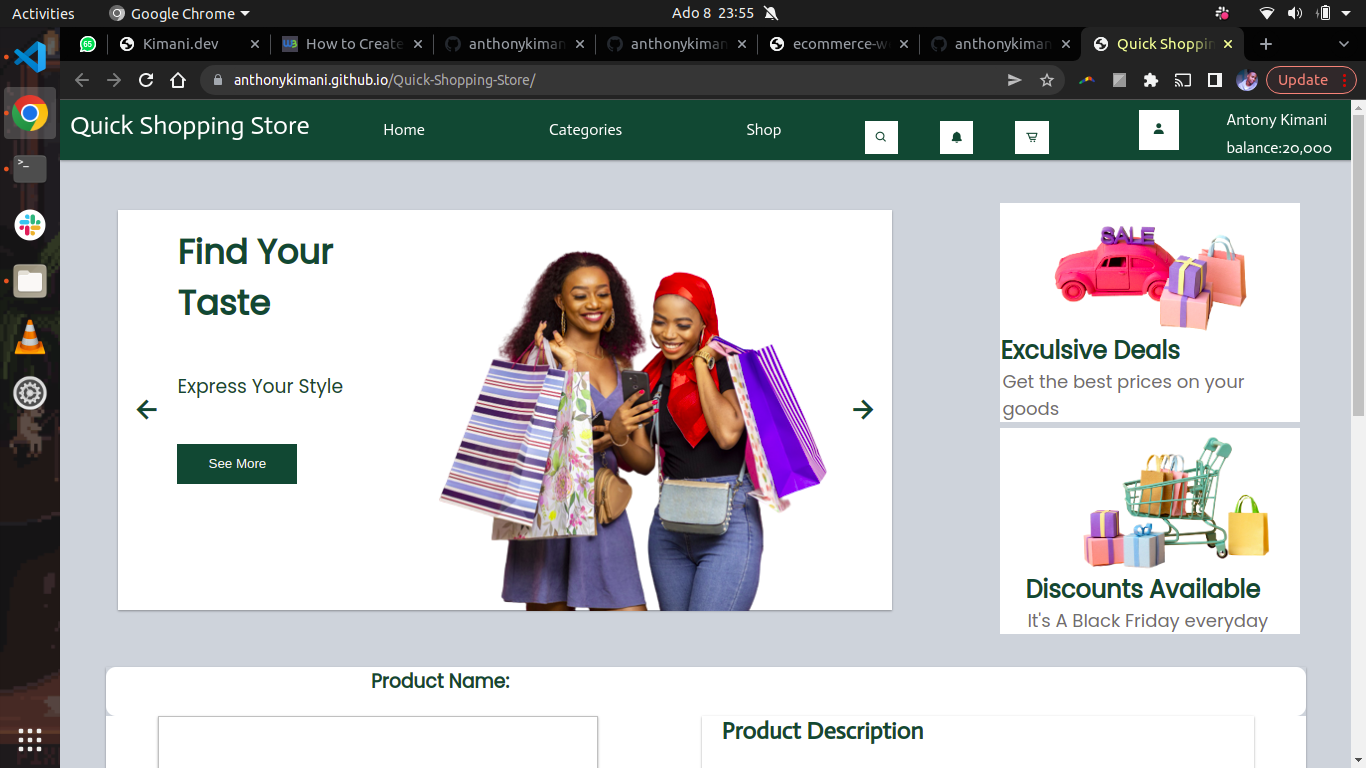 Activities
Google Chrome
Ado 8 23:55
65
Kimani.dev
How to Create
anthonykiman
anthonykiman
ecommerce-we
anthonykiman
Quick Shoppin
anthonykimani.github.io/Quick-Shopping-Store/
Update
Quick Shopping Store
Home
Categories
Shop
Antony Kimani
balance:20,000
Find Your
Taste
Express Your Style
See More
SALE
Exculsive Deals
Get the best prices on your
goods
Discounts Available
It's A Black Friday everyday
Product Name:
Product Description